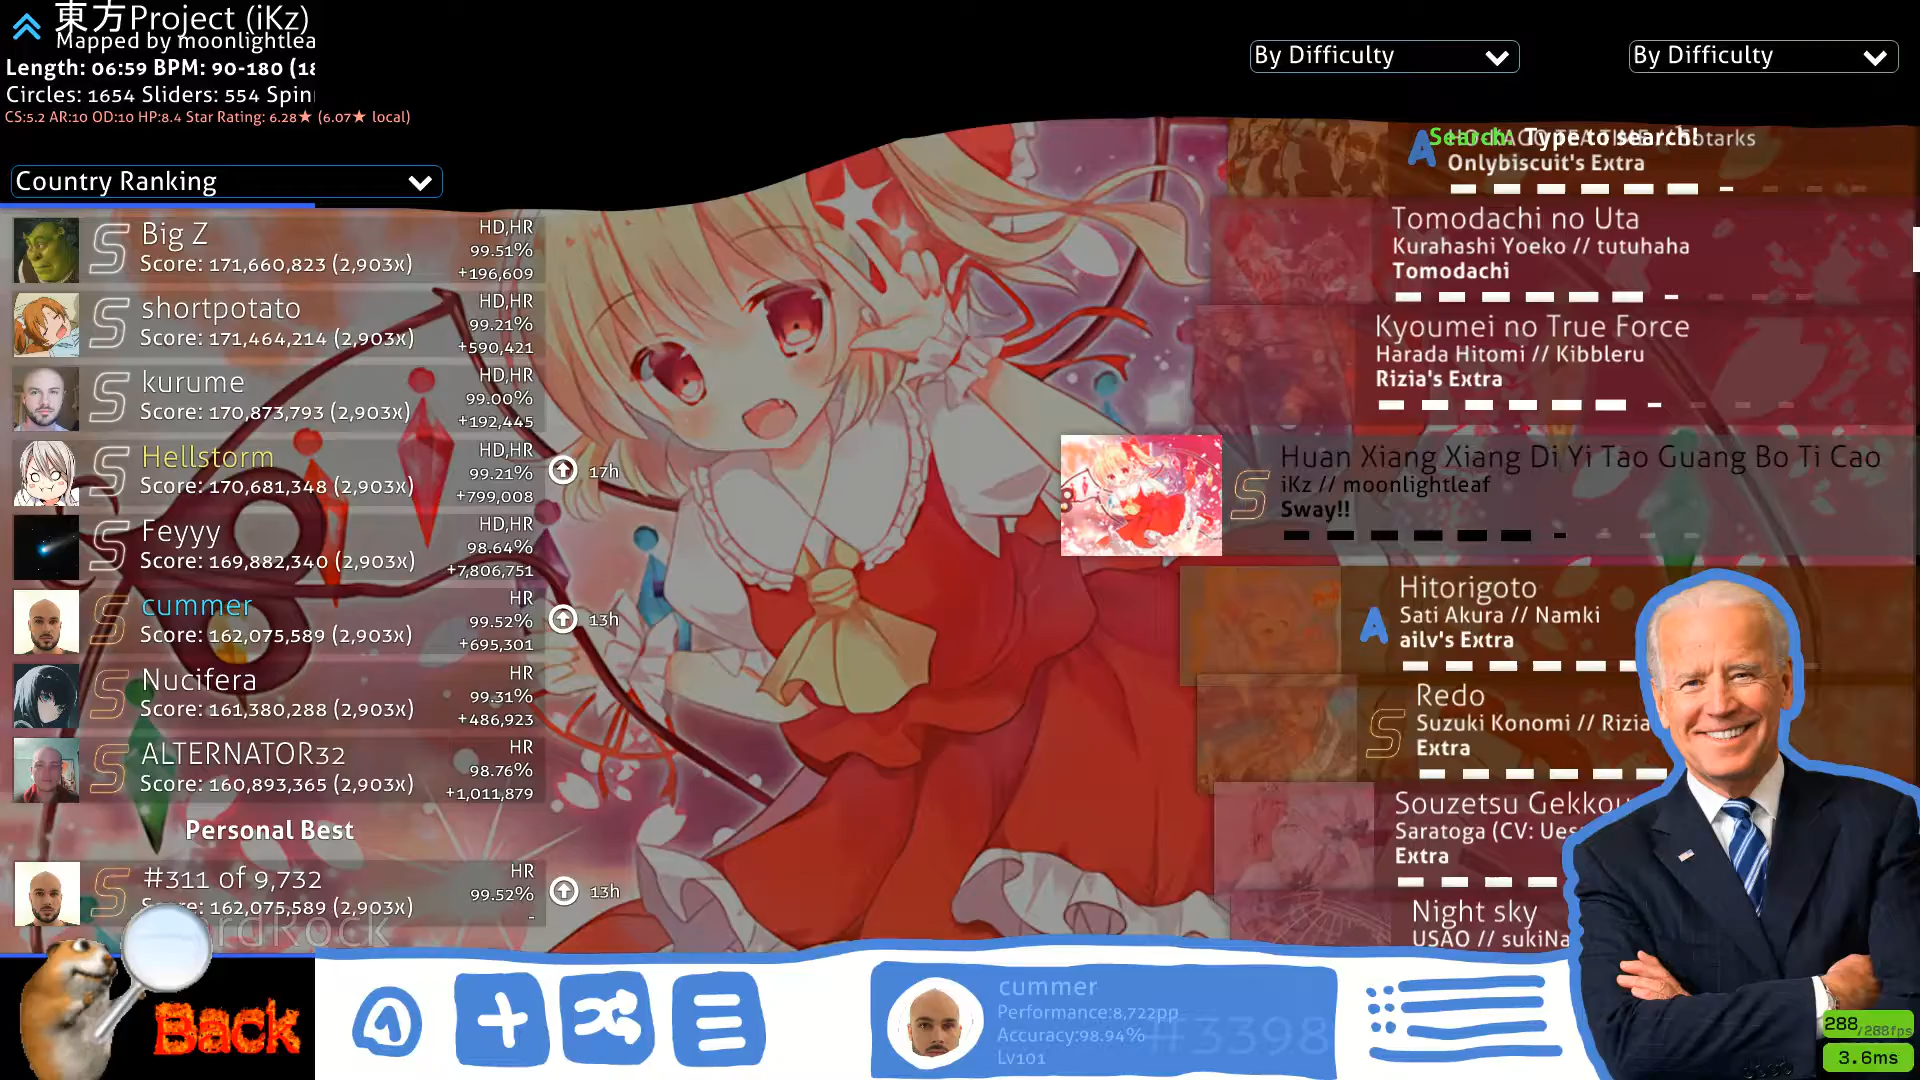 東方Project (iKz)
Mapped by moonlightlea
Length: 06:59 BPM: 90-180 (18
Circles: 1654 Sliders: 554 Spin
CS:5.2 AR:10 OD:10 HP:8.4 Star Rating: 6.28★ (6.07★ local)
By Difficulty
By Difficulty
Country Ranking
Big Z
Score: 171,660,823 (2,903x)
HD,HR
99.51%
+196,609
shortpotato
Score: 171,464,214 (2,903x)
HD,HR
99.21%
+590,421
kurume
Score: 170,873,793 (2,903x)
HD,HR
99.00%
+192,445
Hellstorm
Score: 170,681,348 (2,903x)
HD,HR
99.21%
+799,008
17h
Feyyy
Score: 169,882,340 (2,903x)
HD,HR
98.64%
+7,806,751
cummer
Score: 162,075,589 (2,903x)
HR
99.52%
+695,301
13h
Nucifera
Score: 161,380,288 (2,903x)
HR
99.31%
+486,923
ALTERNATOR32
Score: 160,893,365 (2,903x)
HR
98.76%
+1,011,879
Personal Best
#311 of 9,732
Score: 162,075,589 (2,903x)
HR
99.52%
-
13h
Search: Type to search!
A
Onlybiscuit's Extra
Tomodachi no Uta
Kurahashi Yoeko // tutuhaha
Tomodachi
Kyoumei no True Force
Harada Hitomi // Kibbleru
Rizia's Extra
S
Huan Xiang Xiang Di Yi Tao Guang Bo Ti Cao
iKz // moonlightleaf
Sway!!
A
Hitorigoto
Sati Akura // Namki
ailv's Extra
S
Redo
Suzuki Konomi // Rizia
Extra
Souzetsu Gekkou
Saratoga (CV: Ues
Extra
Night sky
USAO // sukiNa
Back
cummer
Performance:8,722pp
Accuracy:98.94%
Lv101
#3398
288/288fps
3.6ms